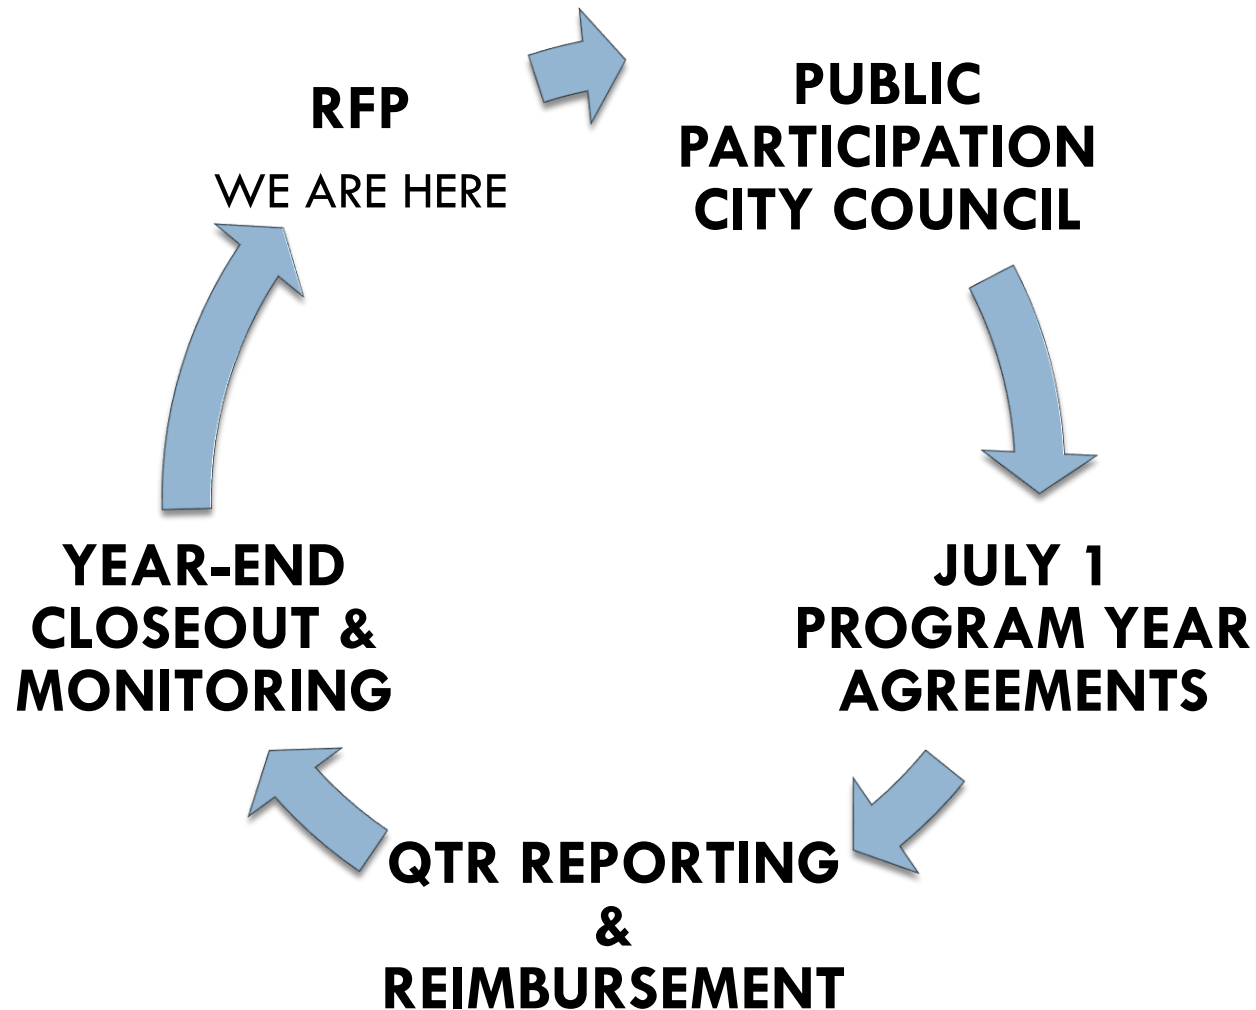 RFP
WE ARE HERE
PUBLIC
PARTICIPATION
CITY COUNCIL
JULY 1
PROGRAM YEAR
AGREEMENTS
QTR REPORTING
&
REIMBURSEMENT
YEAR-END
CLOSEOUT &
MONITORING